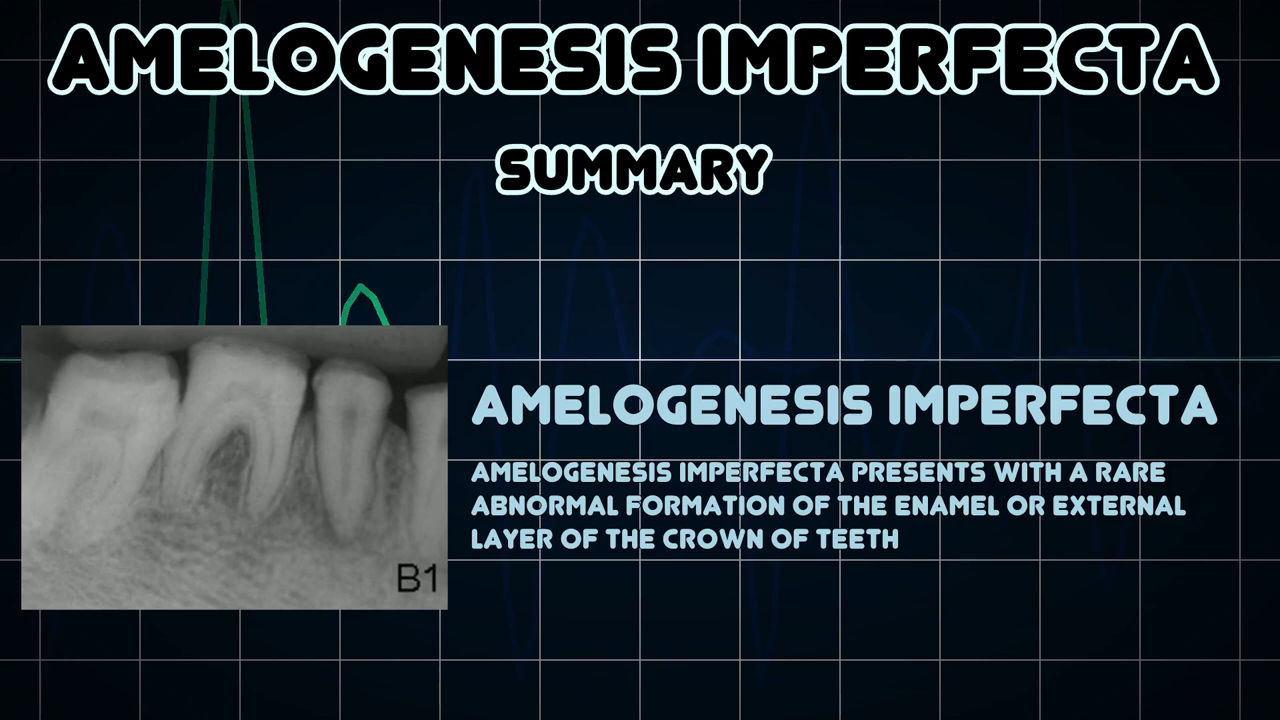 AMELOGENESIS IMPERFECTA
SUMMARY
AMELOGENESIS IMPERFECTA
AMELOGENESIS IMPERFECTA PRESENTS WITH A RARE
ABNORMAL FORMATION OF THE ENAMEL OR EXTERNAL
LAYER OF THE CROWN OF TEETH
B1